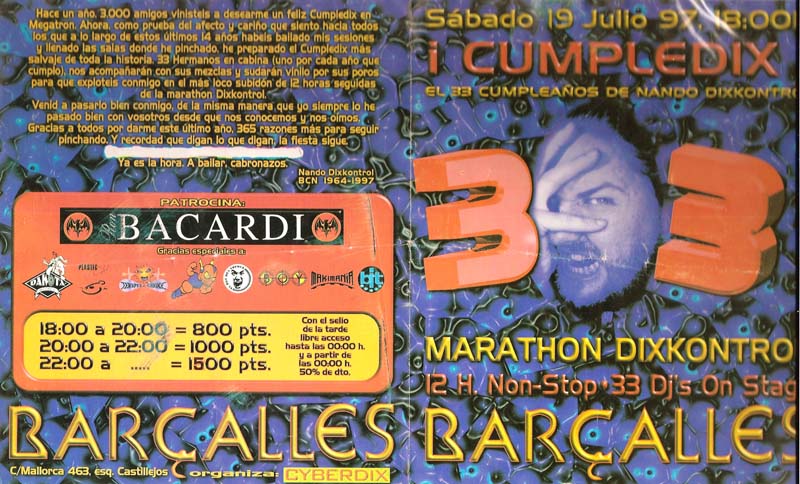 Hace un año, 3.000 amigos vinisteis a desearme un feliz Cumpledix en
Megatron. Ahora, como prueba del afecto y cariño que siento hacia todos
los que a lo largo de estos últimos 14 años habeis bailado mis sesiones
y llenado las salas donde he pinchado, he preparado el Cumpledix más
salvaje de toda la historia. 33 Hermanos en cabina (uno por cada año que
cumplo), nos acompañarán con sus mezclas y sudarán vinilo por sus poros
para que exploteis conmigo en el más loco subidón de 12 horas seguidas
de la marathon Dixkontrol.
Venid a pasarlo bien conmigo, de la misma manera que yo siempre lo he
pasado bien con vosotros desde que nos conocemos y nos oímos.
Gracias a todos por darme este último año, 365 razones más para seguir
pinchando. Y recordad que digan lo que digan, la fiesta sigue.
Ya es la hora. A bailar, cabronazos.
Nando Dixkontrol
BCN 1964-1997
PATROCINA:
Ron BACARDI
Gracias especiales a:
DAKOTA
PLASTIC
MAKINAMANIA
bit
18:00 a 20:00 = 800 pts.
20:00 a 22:00 = 1000 pts.
22:00 a ..... = 1500 pts.
Con el sello
de la tarde
libre acceso
hasta las 00:00 h.
y a partir de
las 00:00 h.
50% de dto.
BARÇALLES
C/Mallorca 463, esq. Castillejos
organiza: CYBERDIX
Sábado 19 Julio 97, 18:00
¡ CUMPLEDIX
EL 33 CUMPLEAÑOS DE NANDO DIXKONTRO
3 3
MARATHON DIXKONTRO
12 H. Non-Stop 33 Dj's On Stag
BARÇALLES